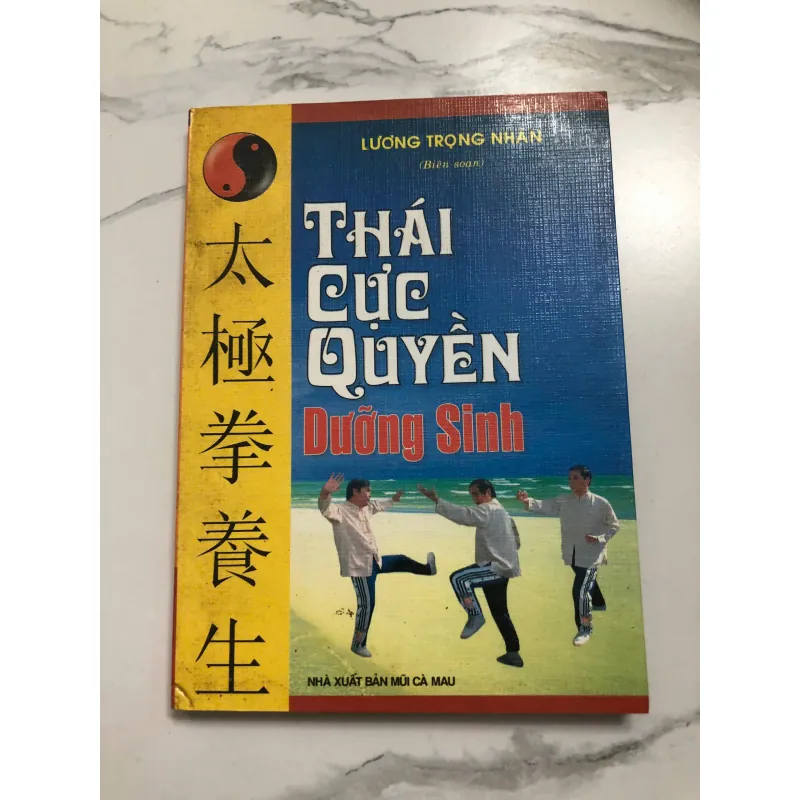 LƯƠNG TRỌNG NHÂN
(Biên soạn)
THÁI
CỰC
QUYỀN
Dưỡng Sinh
太極拳養生
NHÀ XUẤT BẢN MŨI CÀ MAU